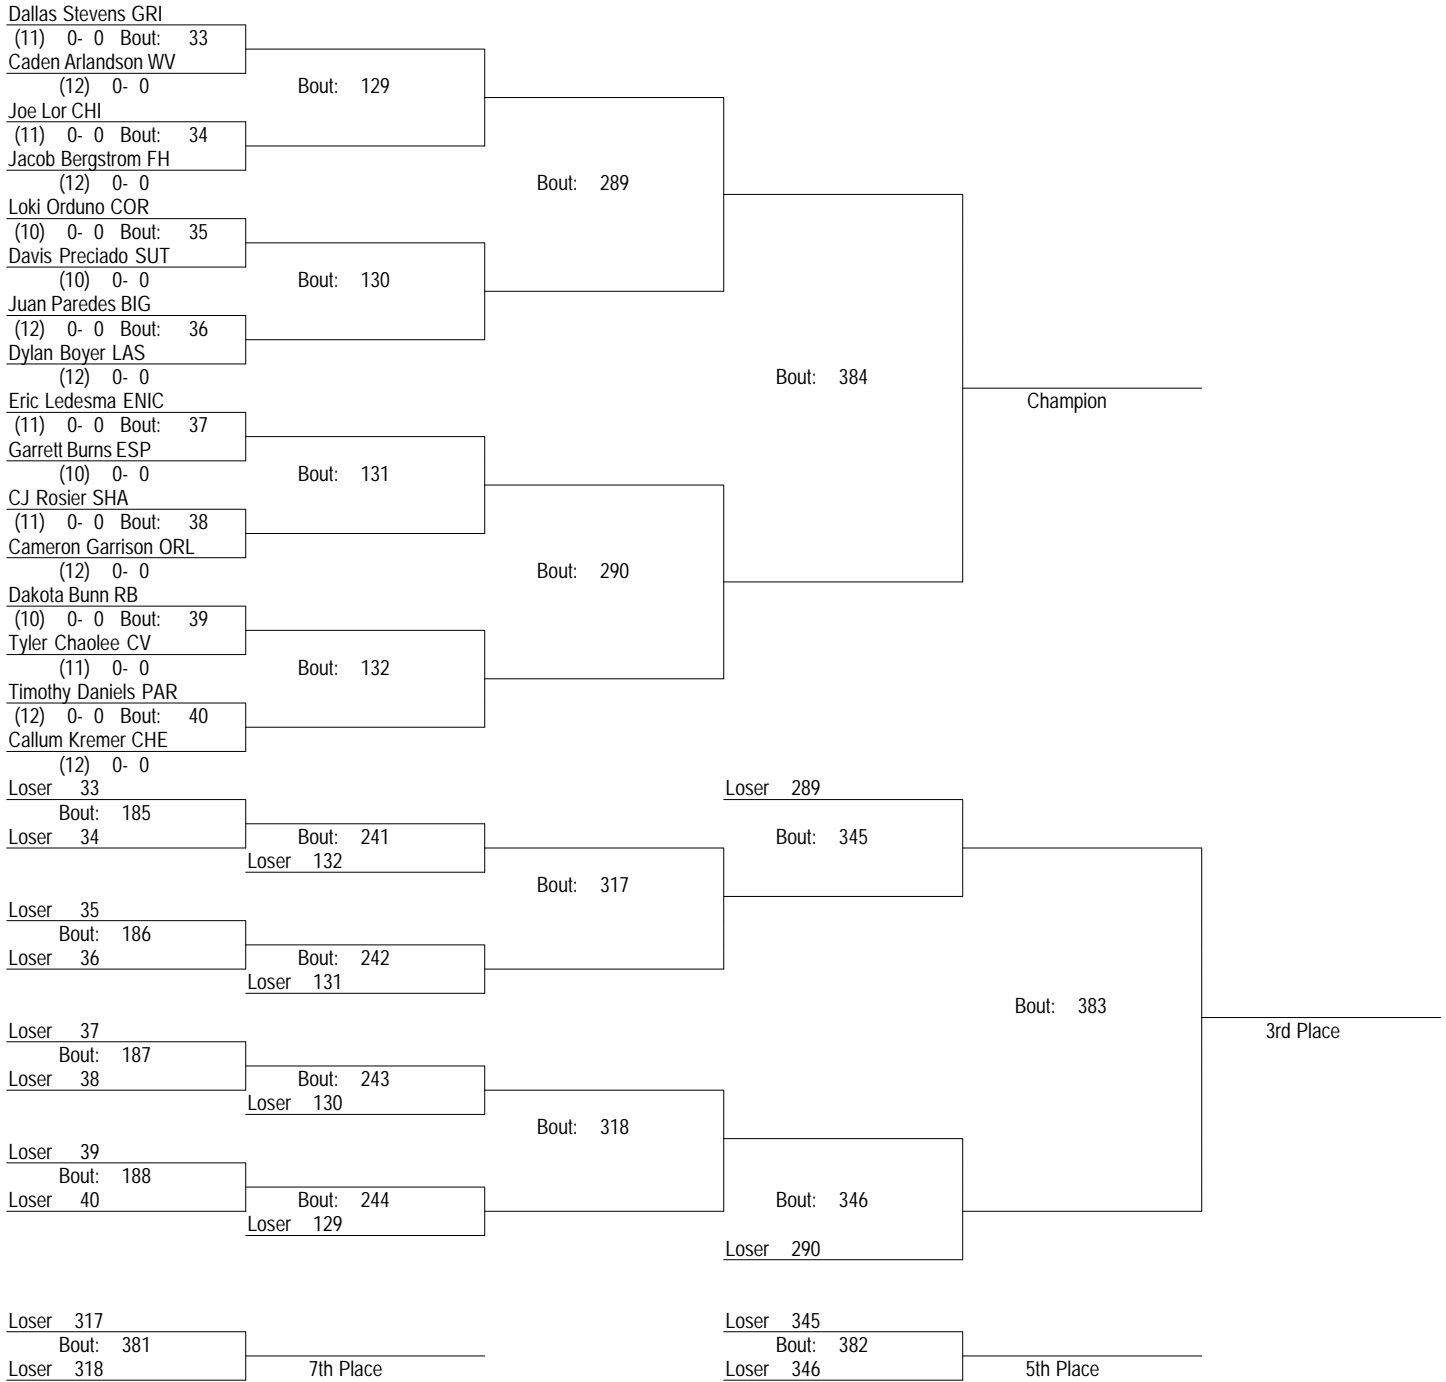 Dallas Stevens GRI
(11) 0- 0 Bout: 33
Caden Arlandson WV
(12) 0- 0
Bout: 129
Joe Lor CHI
(11) 0- 0 Bout: 34
Jacob Bergstrom FH
(12) 0- 0
Bout: 289
Loki Orduno COR
(10) 0- 0 Bout: 35
Davis Preciado SUT
(10) 0- 0
Bout: 130
Juan Paredes BIG
(12) 0- 0 Bout: 36
Dylan Boyer LAS
(12) 0- 0
Bout: 384
Champion
Eric Ledesma ENIC
(11) 0- 0 Bout: 37
Garrett Burns ESP
(10) 0- 0
Bout: 131
CJ Rosier SHA
(11) 0- 0 Bout: 38
Cameron Garrison ORL
(12) 0- 0
Bout: 290
Dakota Bunn RB
(10) 0- 0 Bout: 39
Tyler Chaolee CV
(11) 0- 0
Bout: 132
Timothy Daniels PAR
(12) 0- 0 Bout: 40
Callum Kremer CHE
(12) 0- 0
Loser 33
Bout: 185
Loser 34
Bout: 241
Loser 132
Loser 289
Bout: 345
Bout: 317
Loser 35
Bout: 186
Loser 36
Bout: 242
Loser 131
Bout: 383
3rd Place
Loser 37
Bout: 187
Loser 38
Bout: 243
Loser 130
Bout: 318
Loser 39
Bout: 188
Loser 40
Bout: 244
Loser 129
Bout: 346
Loser 290
Loser 317
Bout: 381
Loser 318
7th Place
Loser 345
Bout: 382
Loser 346
5th Place